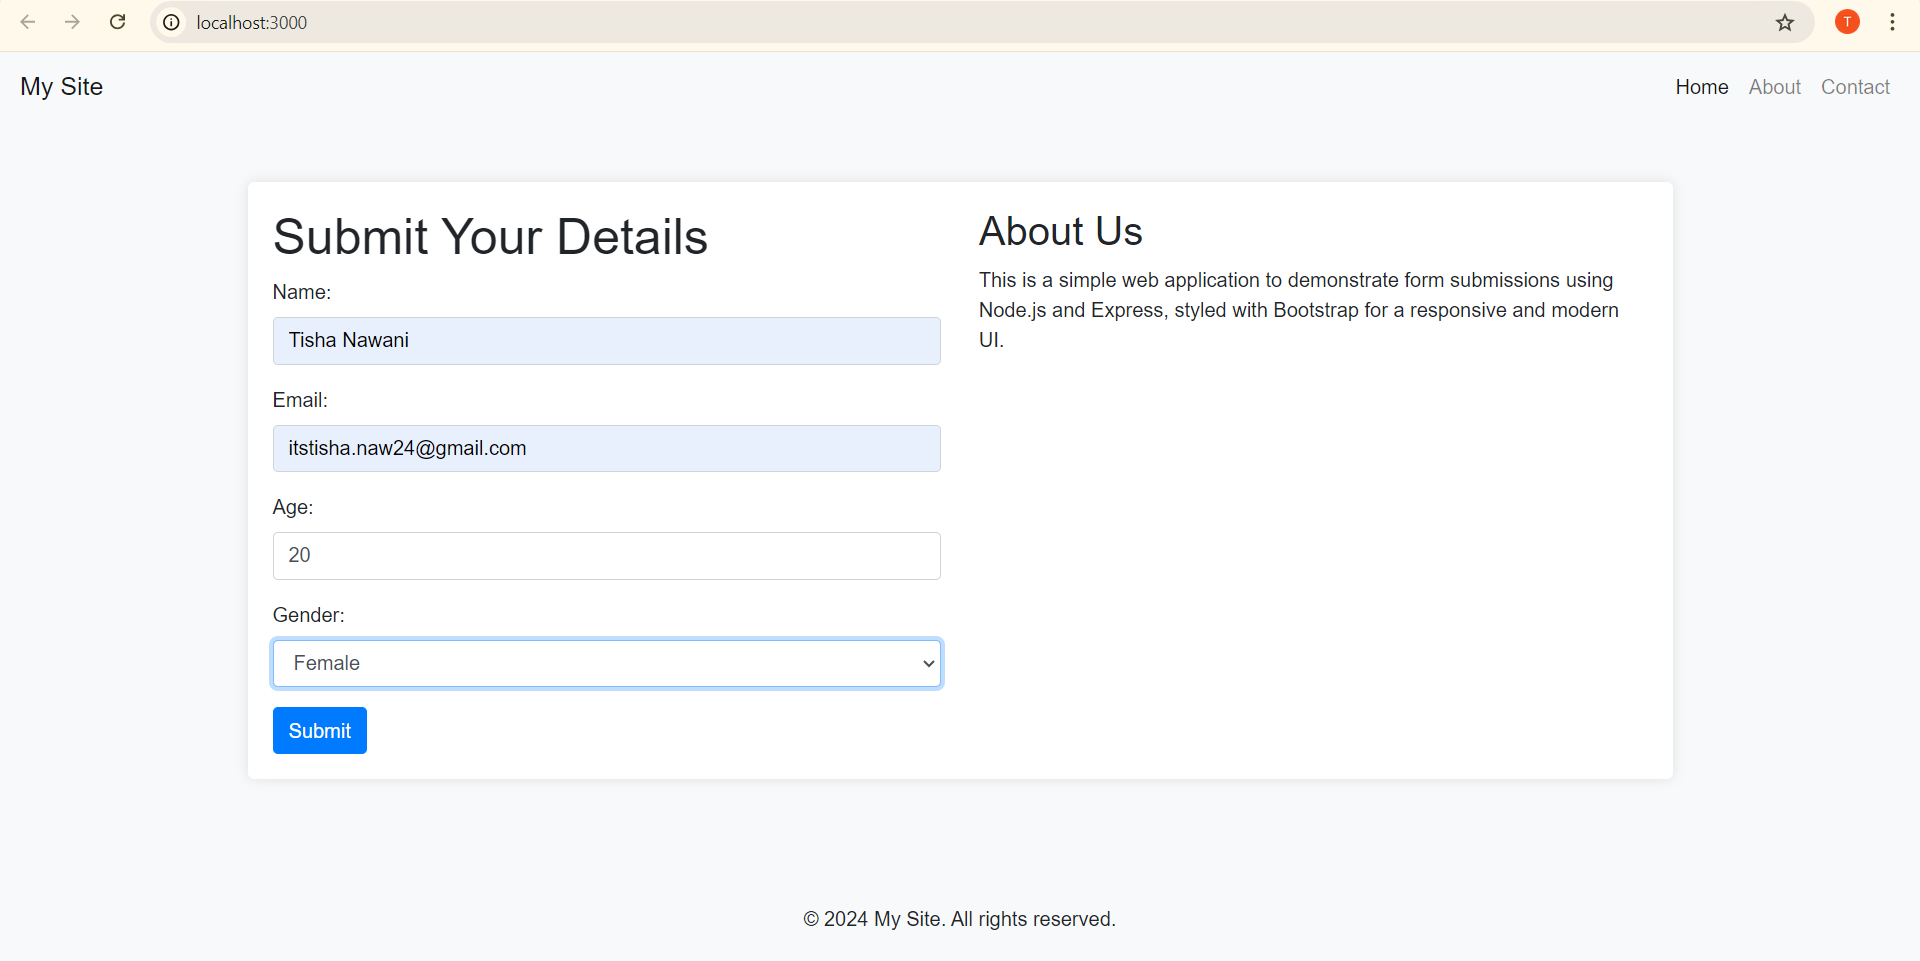 localhost:3000
T
My Site
Home About Contact
Submit Your Details
Name:
Tisha Nawani
Email:
itstisha.naw24@gmail.com
Age:
20
Gender:
Female
Submit
About Us
This is a simple web application to demonstrate form submissions using
Node.js and Express, styled with Bootstrap for a responsive and modern
UI.
© 2024 My Site. All rights reserved.